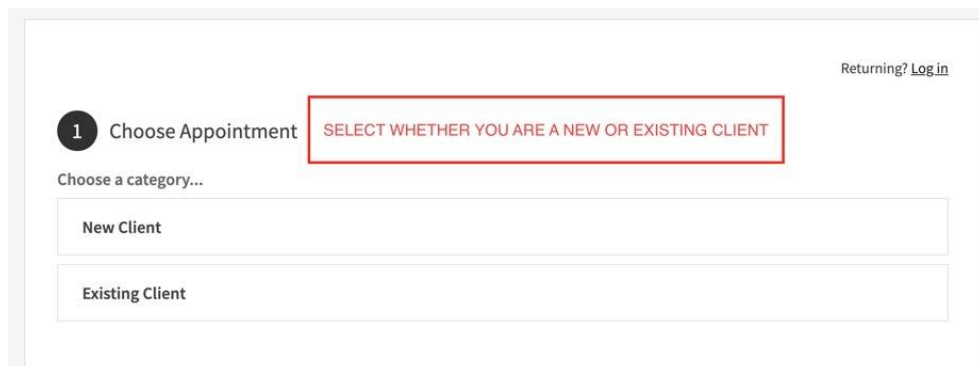 Returning? Log in
1 Choose Appointment SELECT WHETHER YOU ARE A NEW OR EXISTING CLIENT
Choose a category...
New Client
Existing Client